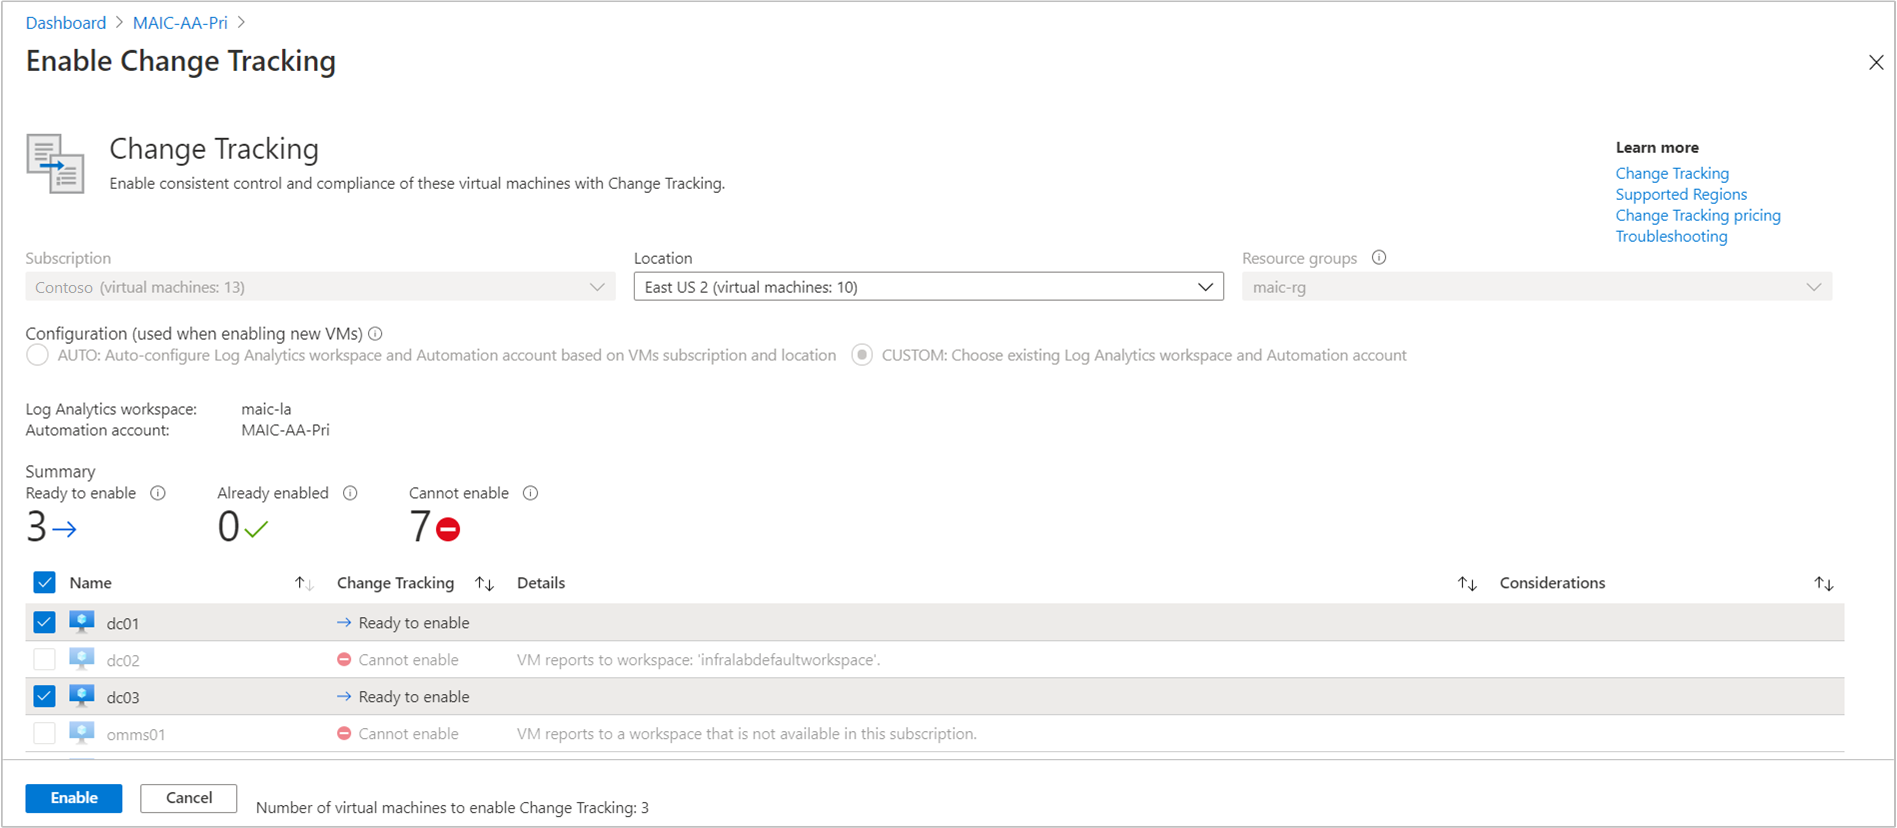 Dashboard > MAIC-AA-Pri >
Enable Change Tracking
Change Tracking
Enable consistent control and compliance of these virtual machines with Change Tracking.
Learn more
Change Tracking
Supported Regions
Change Tracking pricing
Troubleshooting
Subscription Location Resource groups
Contoso (virtual machines: 13) East US 2 (virtual machines: 10) maic-rg
Configuration (used when enabling new VMs)
AUTO: Auto-configure Log Analytics workspace and Automation account based on VMs subscription and location CUSTOM: Choose existing Log Analytics workspace and Automation account
Log Analytics workspace: maic-la
Automation account: MAIC-AA-Pri
Summary
Ready to enable Already enabled Cannot enable
3 0 7
Name Change Tracking Details Considerations
dc01 Ready to enable
dc02 Cannot enable VM reports to workspace: 'infralabdefaultworkspace'.
dc03 Ready to enable
omms01 Cannot enable VM reports to a workspace that is not available in this subscription.
Enable Cancel Number of virtual machines to enable Change Tracking: 3